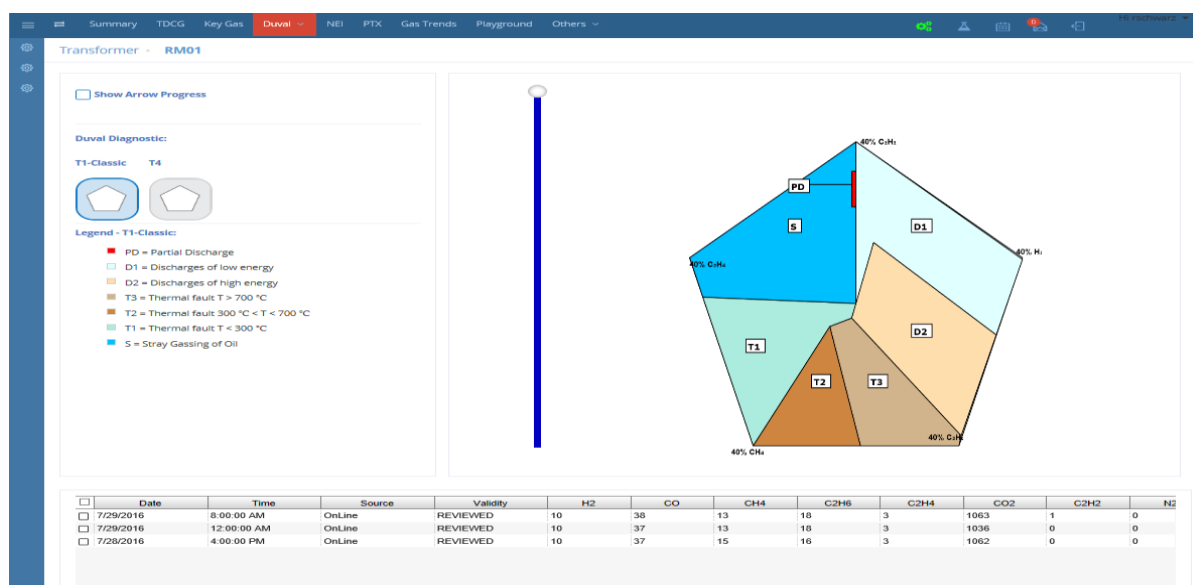 Summary TDCG Key Gas Duval NEI PTX Gas Trends Playground Others
0
Hi rschwarz
Transformer - RM01
Show Arrow Progress
Duval Diagnostic:
T1-Classic T4
Legend - T1-Classic:
PD = Partial Discharge
D1 = Discharges of low energy
D2 = Discharges of high energy
T3 = Thermal fault T > 700 °C
T2 = Thermal fault 300 °C < T < 700 °C
T1 = Thermal fault T < 300 °C
S = Stray Gassing of Oil
40% C₂H₂
PD
S
D1
40% H₂
40% C₂H₆
D2
T1
T2
T3
40% C₂H
40% CH₄
Date Time Source Validity H2 CO CH4 C2H6 C2H4 CO2 C2H2 N2
7/29/2016 8:00:00 AM OnLine REVIEWED 10 38 13 18 3 1063 1 0
7/29/2016 12:00:00 AM OnLine REVIEWED 10 37 13 18 3 1036 0 0
7/28/2016 4:00:00 PM OnLine REVIEWED 10 37 15 16 3 1062 0 0